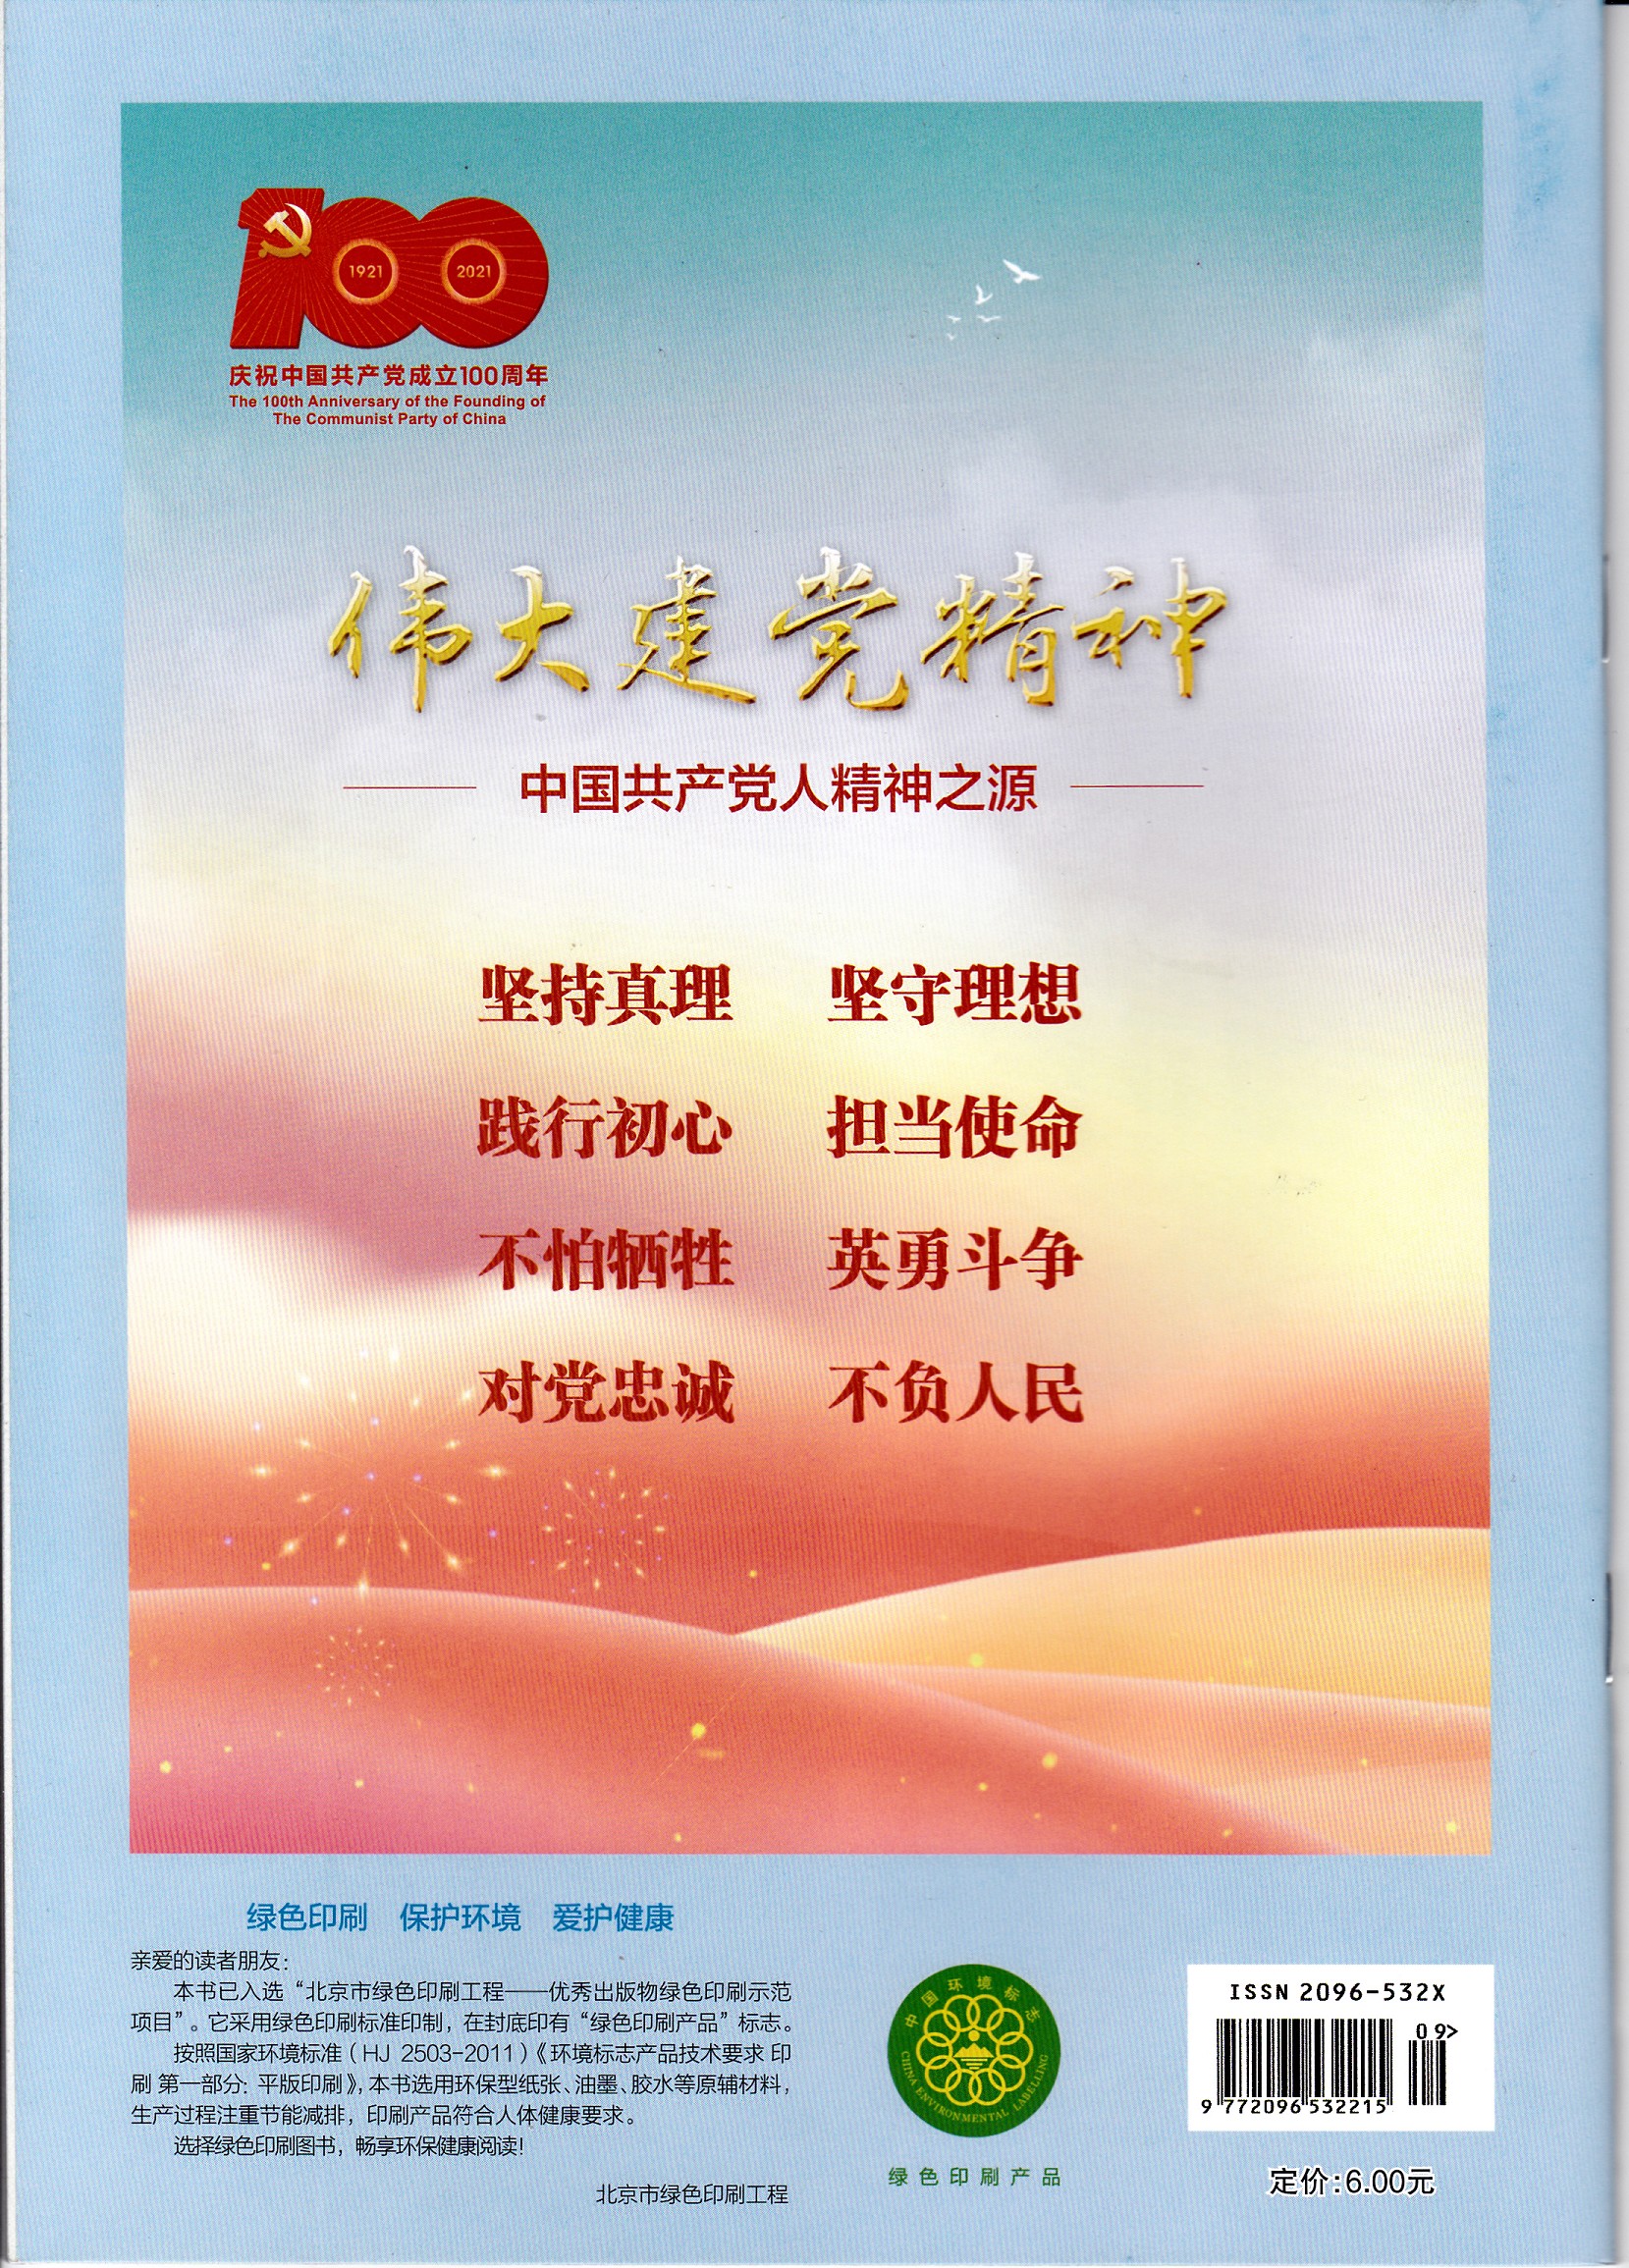 1921 2021
庆祝中国共产党成立100周年
The 100th Anniversary of the Founding of
The Communist Party of China
伟大建党精神
中国共产党人精神之源
坚持真理 坚守理想
践行初心 担当使命
不怕牺牲 英勇斗争
对党忠诚 不负人民
绿色印刷 保护环境 爱护健康
亲爱的读者朋友：
本书已入选“北京市绿色印刷工程——优秀出版物绿色印刷示范
项目”。它采用绿色印刷标准印制，在封底印有“绿色印刷产品”标志。
按照国家环境标准（HJ 2503-2011）《环境标志产品技术要求 印
刷 第一部分：平版印刷》，本书选用环保型纸张、油墨、胶水等原辅材料，
生产过程注重节能减排，印刷产品符合人体健康要求。
选择绿色印刷图书，畅享环保健康阅读！
北京市绿色印刷工程
中国环境标志
CHINA ENVIRONMENTAL LABELLING
绿色印刷产品
ISSN 2096-532X
09>
9 772096 532215
定价：6.00元